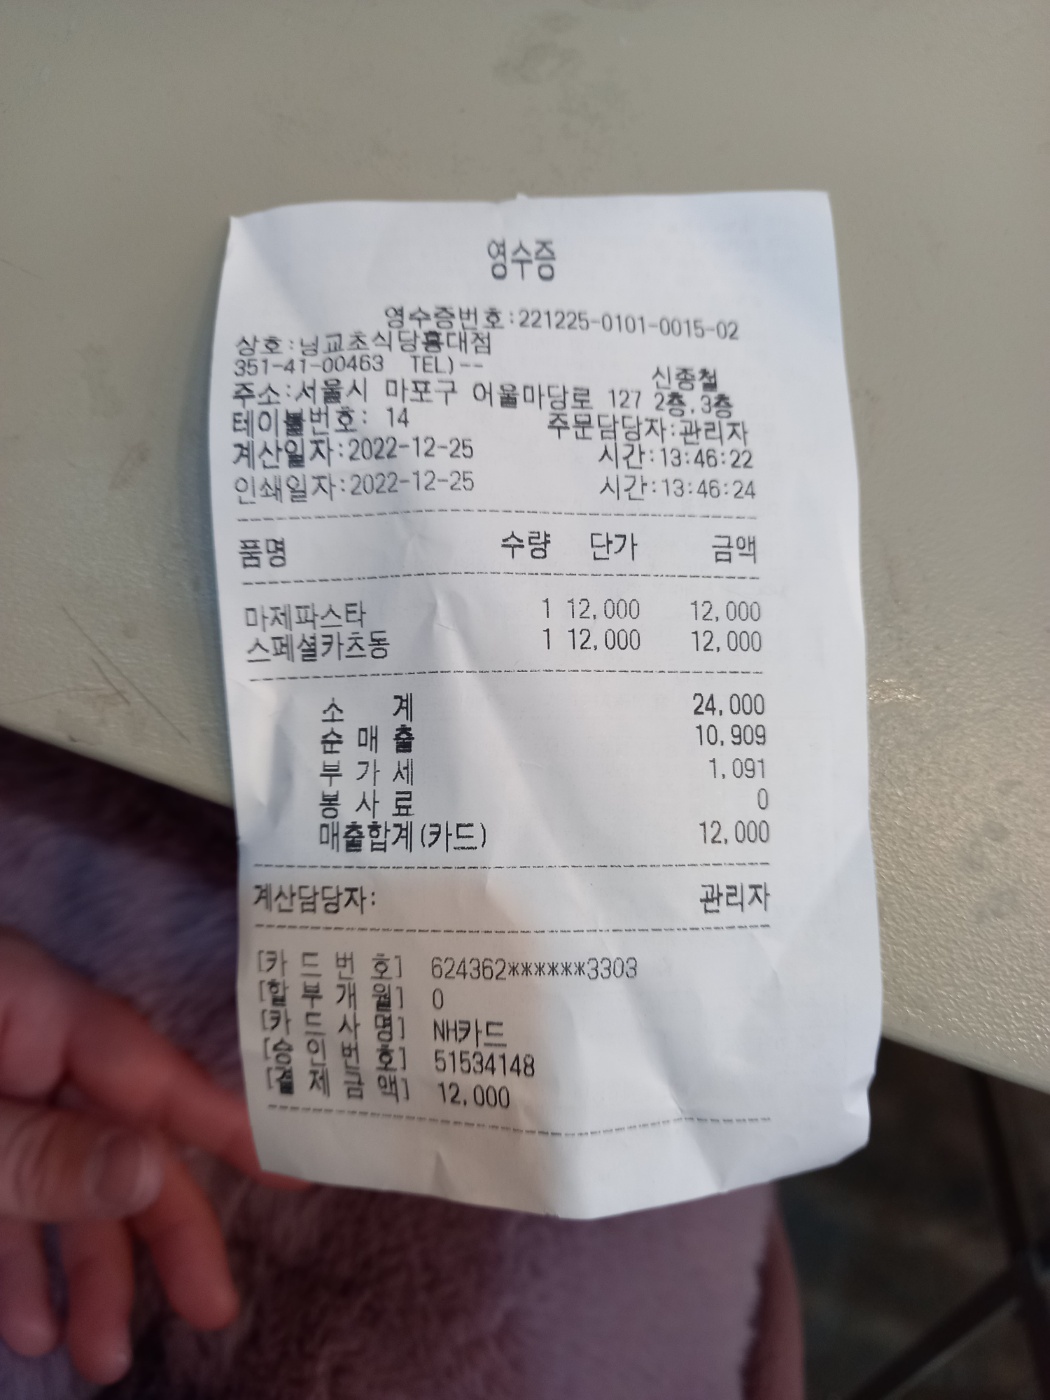 영수증
영수증번호:221225-0101-0015-02
상호:닝교초식당홍대점
351-41-00463 TEL)-- 신종철
주소:서울시 마포구 어울마당로 127 2층,3층
테이블번호: 14 주문담당자:관리자
계산일자:2022-12-25 시간:13:46:22
인쇄일자:2022-12-25 시간:13:46:24
품명 수량 단가 금액
마제파스타 1 12,000 12,000
스페셜카츠동 1 12,000 12,000
소 계 24,000
순 매 출 10,909
부 가 세 1,091
봉 사 료 0
매출합계(카드) 12,000
계산담당자: 관리자
[카 드 번 호] 624362******3303
[할 부 개 월] 0
[카 드 사 명] NH카드
[승 인 번 호] 51534148
[결 제 금 액] 12,000